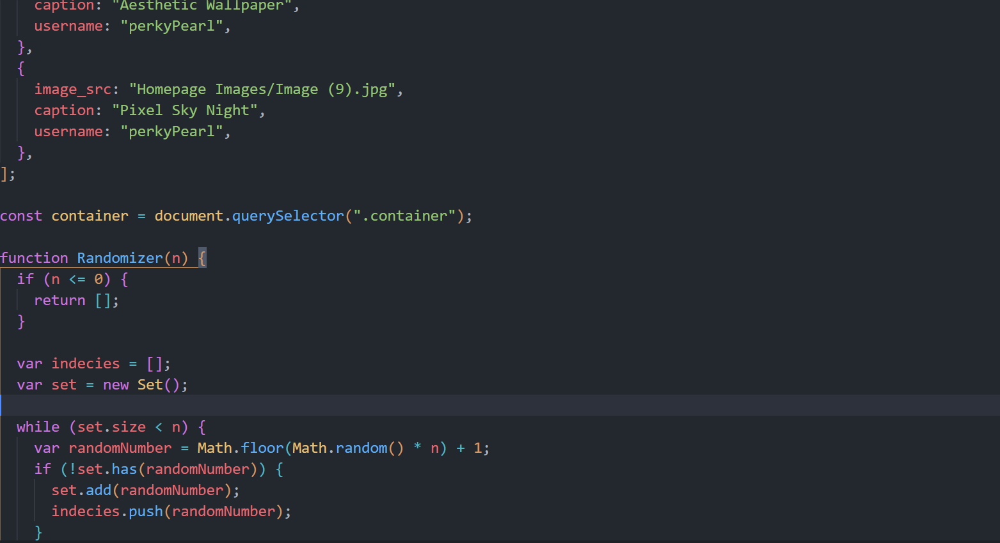 caption: "Aesthetic Wallpaper",
username: "perkyPearl",
},
{
image_src: "Homepage Images/Image (9).jpg",
caption: "Pixel Sky Night",
username: "perkyPearl",
},
];
const container = document.querySelector(".container");
function Randomizer(n) {
if (n <= 0) {
return [];
}
var indecies = [];
var set = new Set();
while (set.size < n) {
var randomNumber = Math.floor(Math.random() * n) + 1;
if (!set.has(randomNumber)) {
set.add(randomNumber);
indecies.push(randomNumber);
}